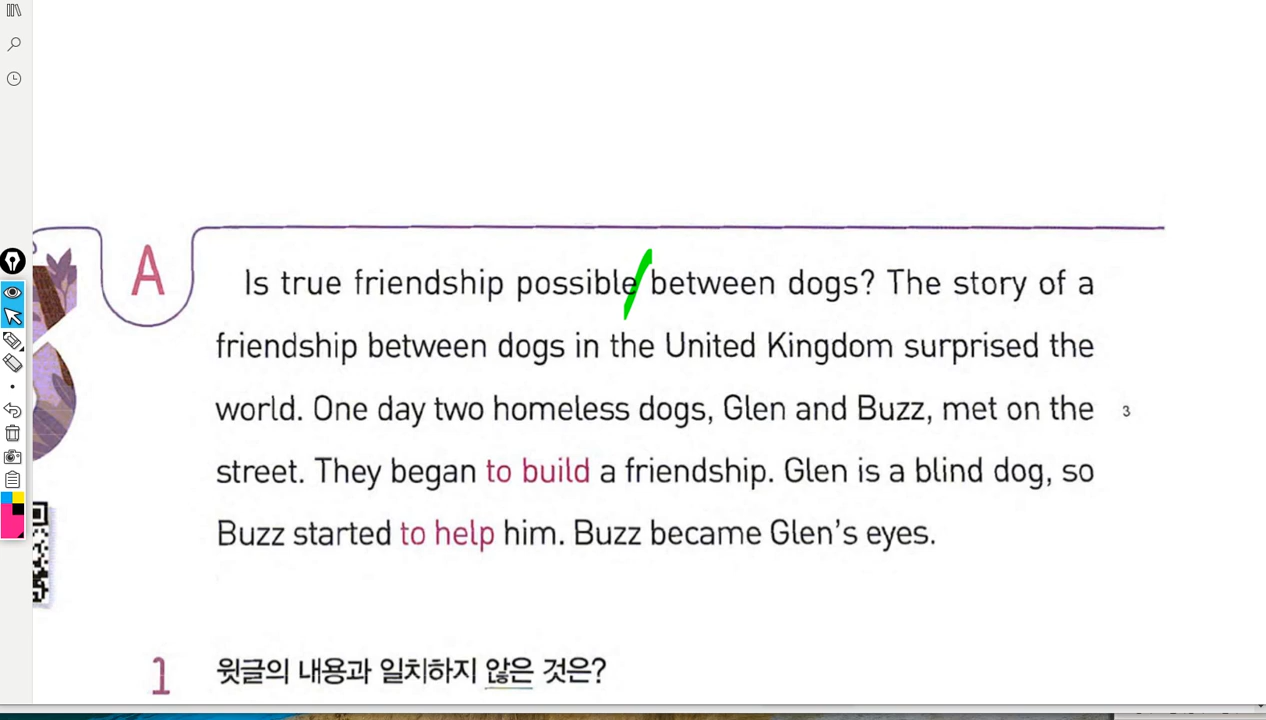 A
Is true friendship possible between dogs? The story of a
friendship between dogs in the United Kingdom surprised the
world. One day two homeless dogs, Glen and Buzz, met on the
3
street. They began to build a friendship. Glen is a blind dog, so
Buzz started to help him. Buzz became Glen's eyes.
1 윗글의 내용과 일치하지 않은 것은?